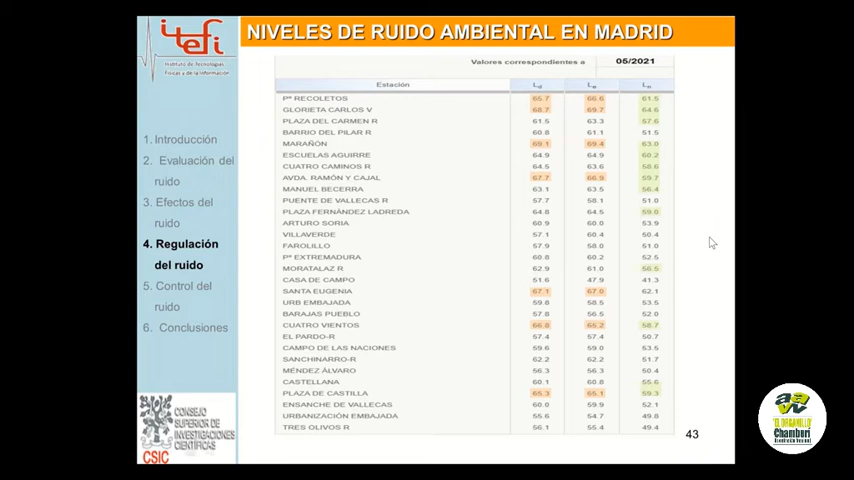 itefi
Instituto de Tecnologías
Físicas y de la Información
NIVELES DE RUIDO AMBIENTAL EN MADRID
1. Introducción
2. Evaluación del
ruido
3. Efectos del
ruido
4. Regulación
del ruido
5. Control del
ruido
6. Conclusiones
CONSEJO
SUPERIOR DE
INVESTIGACIONES
CIENTÍFICAS
CSIC
Valores correspondientes a 05/2021
Estación Ld Le Ln
Pº RECOLETOS 65.7 66.6 61.5
GLORIETA CARLOS V 68.7 69.7 64.6
PLAZA DEL CARMEN R 61.5 63.3 57.6
BARRIO DEL PILAR R 60.8 61.1 51.5
MARAÑÓN 69.1 69.4 63.0
ESCUELAS AGUIRRE 64.9 64.9 60.2
CUATRO CAMINOS R 64.5 63.6 58.6
AVDA. RAMÓN Y CAJAL 67.7 66.9 59.7
MANUEL BECERRA 63.1 63.5 56.4
PUENTE DE VALLECAS R 57.7 58.1 51.0
PLAZA FERNÁNDEZ LADREDA 64.8 64.5 59.0
ARTURO SORIA 60.9 60.0 53.9
VILLAVERDE 57.1 60.4 50.4
FAROLILLO 57.9 58.0 51.0
Pº EXTREMADURA 60.8 60.2 52.5
MORATALAZ R 62.9 61.0 56.5
CASA DE CAMPO 51.6 47.9 41.3
SANTA EUGENIA 67.1 67.0 62.1
URB EMBAJADA 59.8 58.5 53.5
BARAJAS PUEBLO 57.8 56.5 52.0
CUATRO VIENTOS 66.8 65.2 58.7
EL PARDO-R 57.4 57.4 50.7
CAMPO DE LAS NACIONES 59.6 59.0 53.5
SANCHINARRO-R 62.2 62.2 51.7
MÉNDEZ ÁLVARO 56.3 56.3 50.4
CASTELLANA 60.1 60.8 55.6
PLAZA DE CASTILLA 65.3 65.1 59.3
ENSANCHE DE VALLECAS 60.0 59.9 52.1
URBANIZACIÓN EMBAJADA 55.6 54.7 49.8
TRES OLIVOS R 56.1 55.4 49.4
43
"EL ORGANILLO"
Chamberí